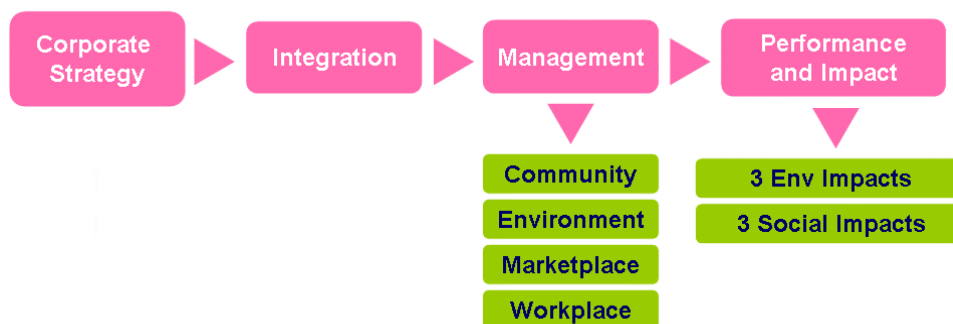 Corporate
Strategy
Integration
Management
Performance
and Impact
Community
Environment
Marketplace
Workplace
3 Env Impacts
3 Social Impacts